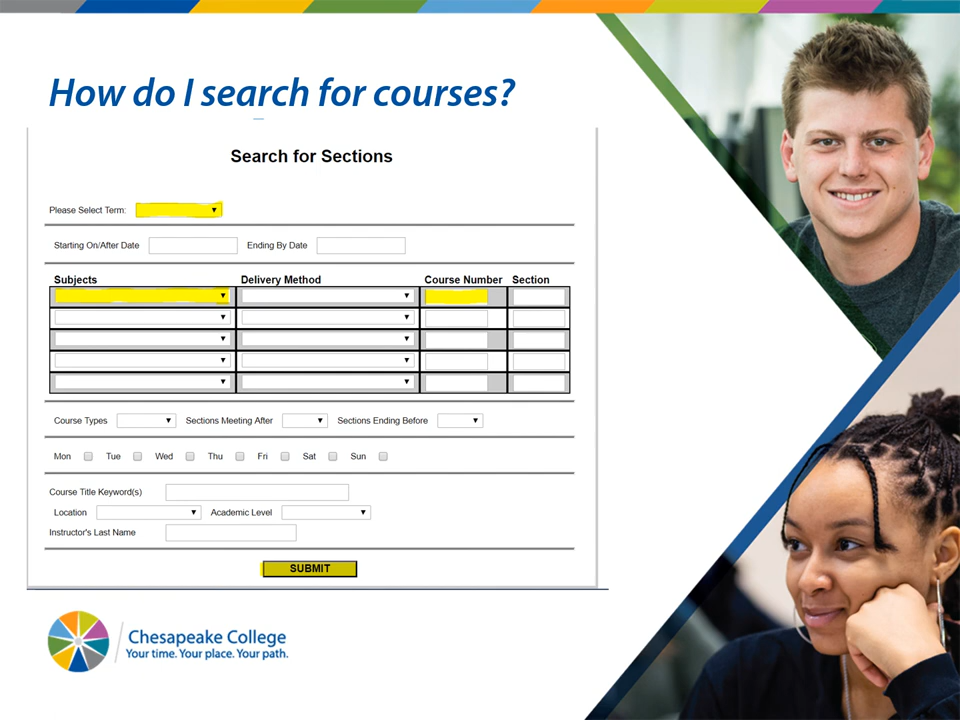 How do I search for courses?
Search for Sections
Please Select Term:
Starting On/After Date Ending By Date
Subjects Delivery Method Course Number Section
Course Types Sections Meeting After Sections Ending Before
Mon Tue Wed Thu Fri Sat Sun
Course Title Keyword(s)
Location Academic Level
Instructor's Last Name
SUBMIT
Chesapeake College
Your time. Your place. Your path.